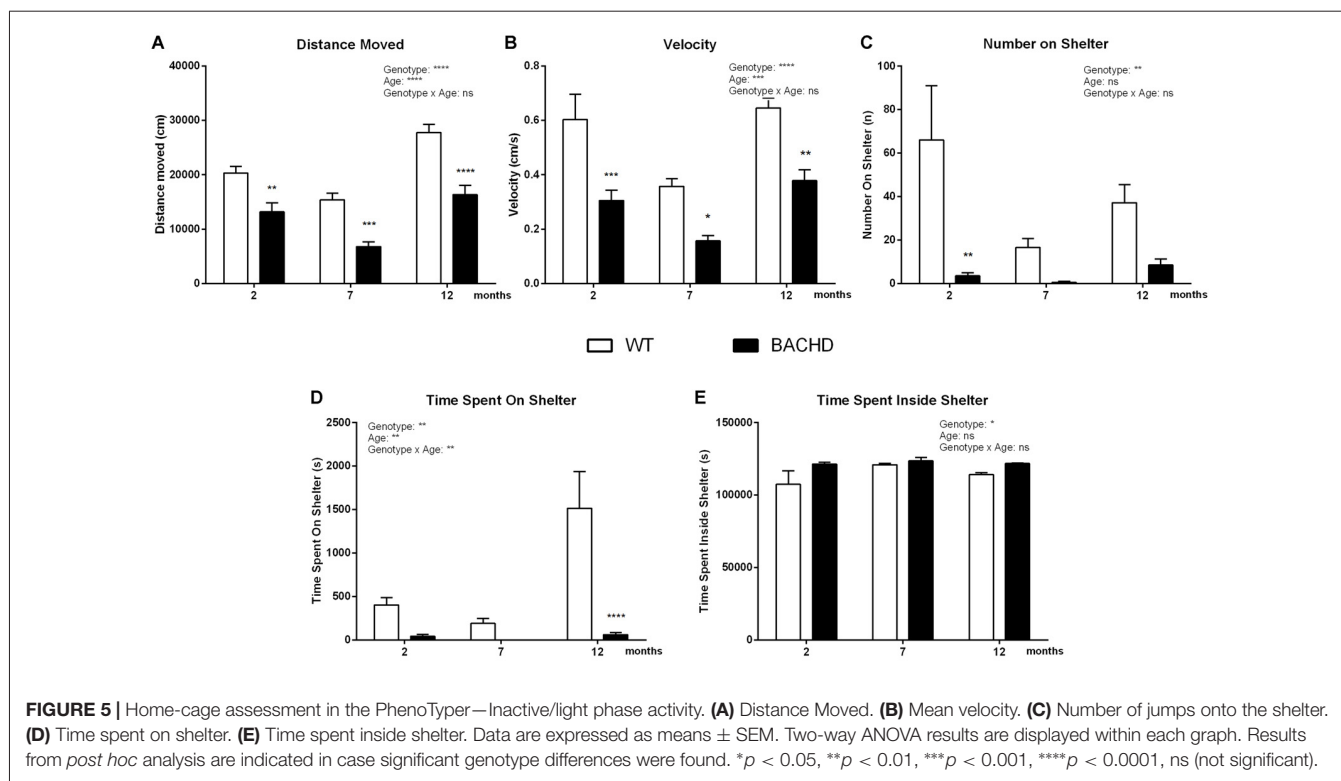 A
Distance Moved
Genotype: ****
Age: ****
Genotype x Age: ns
Distance moved (cm)
40000
30000
20000
10000
0
**
***
****
2
7
12
months
B
Velocity
Genotype: ****
Age: ***
Genotype x Age: ns
Velocity (cm/s)
0.8
0.6
0.4
0.2
0.0
***
*
**
2
7
12
months
C
Number on Shelter
Genotype: **
Age: ns
Genotype x Age: ns
Number On Shelter (n)
100
80
60
40
20
0
**
2
7
12
months
WT
BACHD
D
Time Spent On Shelter
Genotype: **
Age: **
Genotype x Age: **
Time Spent On Shelter (s)
2500
2000
1500
1000
500
0
****
2
7
12
months
E
Time Spent Inside Shelter
Genotype: *
Age: ns
Genotype x Age: ns
Time Spent Inside Shelter (s)
150000
100000
50000
0
2
7
12
months
FIGURE 5 | Home-cage assessment in the PhenoTyper—Inactive/light phase activity. (A) Distance Moved. (B) Mean velocity. (C) Number of jumps onto the shelter.
(D) Time spent on shelter. (E) Time spent inside shelter. Data are expressed as means ± SEM. Two-way ANOVA results are displayed within each graph. Results
from post hoc analysis are indicated in case significant genotype differences were found. *p < 0.05, **p < 0.01, ***p < 0.001, ****p < 0.0001, ns (not significant).